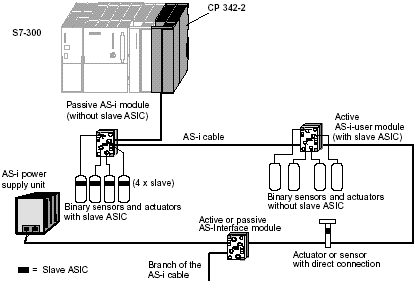 CP 342-2
S7-300
Passive AS-i module
(without slave ASIC)
Active
AS-i-user module
(with slave ASIC)
AS-i cable
AS-i power
supply unit
(4 x slave)
Binary sensors and actuators
with slave ASIC
Binary sensors and actuators
without slave ASIC
Active or passive
AS-Interface module
Actuator or sensor
with direct connection
Branch of the
AS-i cable
= Slave ASIC